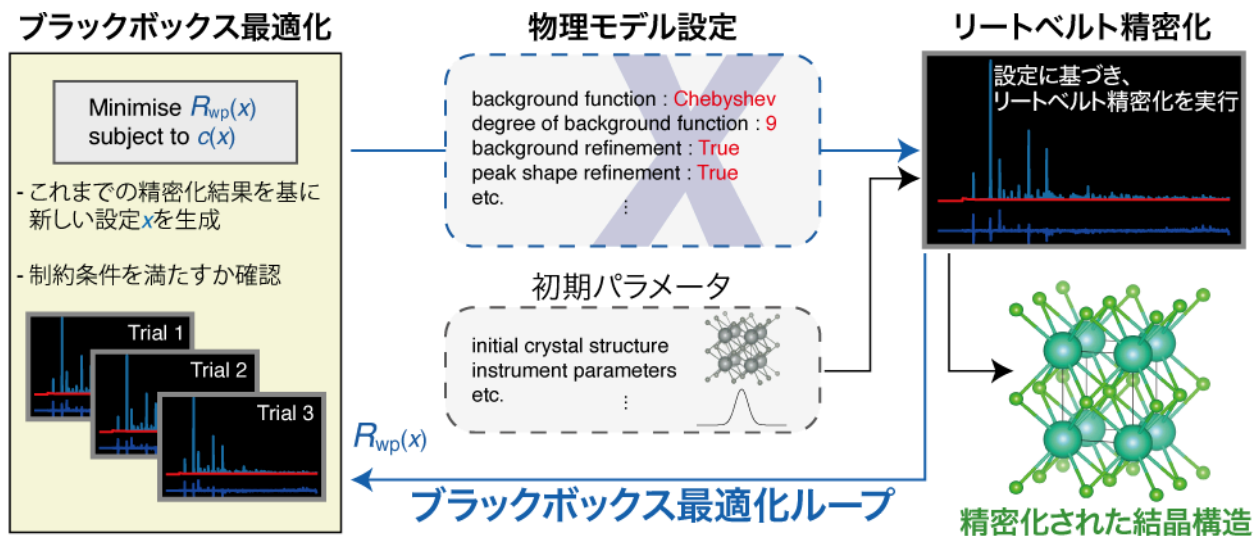 ブラックボックス最適化
Minimise Rwp(x)
subject to c(x)
- これまでの精密化結果を基に
新しい設定xを生成
- 制約条件を満たすか確認
Trial 1
Trial 2
Trial 3
物理モデル設定
X
background function : Chebyshev
degree of background function : 9
background refinement : True
peak shape refinement : True
etc.
⋮
初期パラメータ
initial crystal structure
instrument parameters
etc.
⋮
リートベルト精密化
設定に基づき、
リートベルト精密化を実行
Rwp(x)
ブラックボックス最適化ループ
精密化された結晶構造